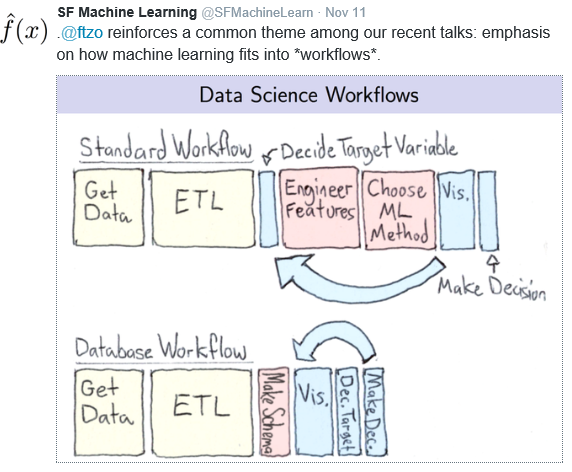 f̂(x)
SF Machine Learning @SFMachineLearn · Nov 11
.@ftzo reinforces a common theme among our recent talks: emphasis
on how machine learning fits into *workflows*.
Data Science Workflows
Standard Workflow
Decide Target Variable
Get
Data
ETL
Engineer
Features
Choose
ML
Method
Vis.
Make Decision
Database Workflow
Get
Data
ETL
Make Schema
Vis.
Dec. Target
Make Dec.